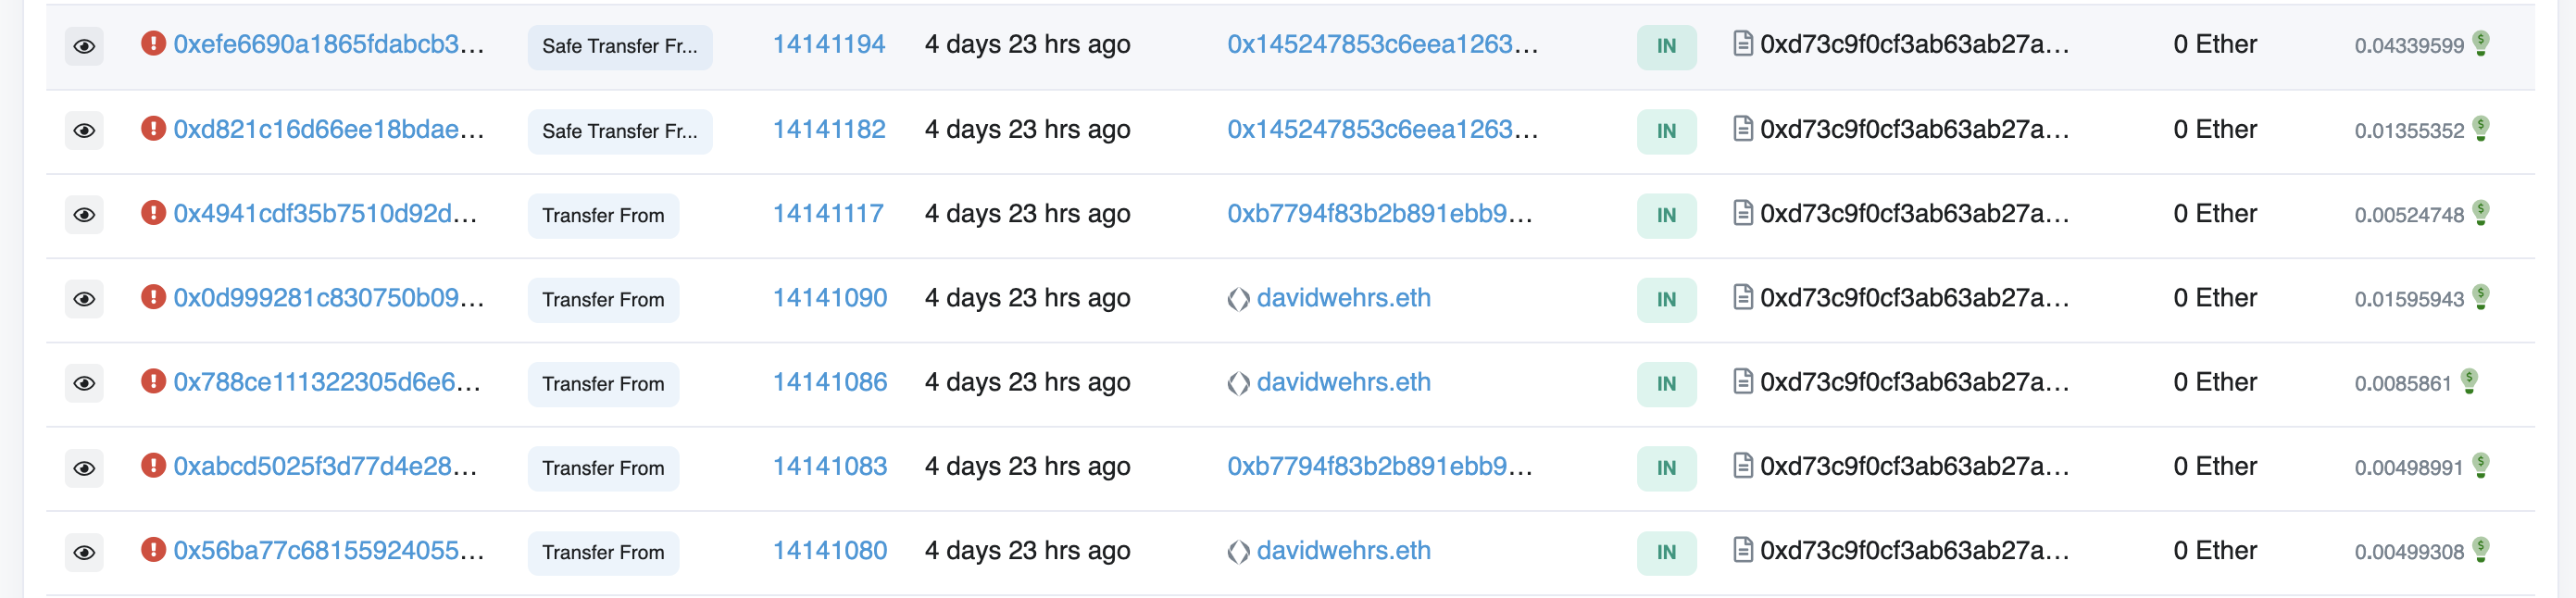 0xefe6690a1865fdabcb3... Safe Transfer Fr... 14141194 4 days 23 hrs ago 0x145247853c6eea1263... IN 0xd73c9f0cf3ab63ab27a... 0 Ether 0.04339599
0xd821c16d66ee18bdae... Safe Transfer Fr... 14141182 4 days 23 hrs ago 0x145247853c6eea1263... IN 0xd73c9f0cf3ab63ab27a... 0 Ether 0.01355352
0x4941cdf35b7510d92d... Transfer From 14141117 4 days 23 hrs ago 0xb7794f83b2b891ebb9... IN 0xd73c9f0cf3ab63ab27a... 0 Ether 0.00524748
0x0d999281c830750b09... Transfer From 14141090 4 days 23 hrs ago davidwehrs.eth IN 0xd73c9f0cf3ab63ab27a... 0 Ether 0.01595943
0x788ce111322305d6e6... Transfer From 14141086 4 days 23 hrs ago davidwehrs.eth IN 0xd73c9f0cf3ab63ab27a... 0 Ether 0.0085861
0xabcd5025f3d77d4e28... Transfer From 14141083 4 days 23 hrs ago 0xb7794f83b2b891ebb9... IN 0xd73c9f0cf3ab63ab27a... 0 Ether 0.00498991
0x56ba77c68155924055... Transfer From 14141080 4 days 23 hrs ago davidwehrs.eth IN 0xd73c9f0cf3ab63ab27a... 0 Ether 0.00499308